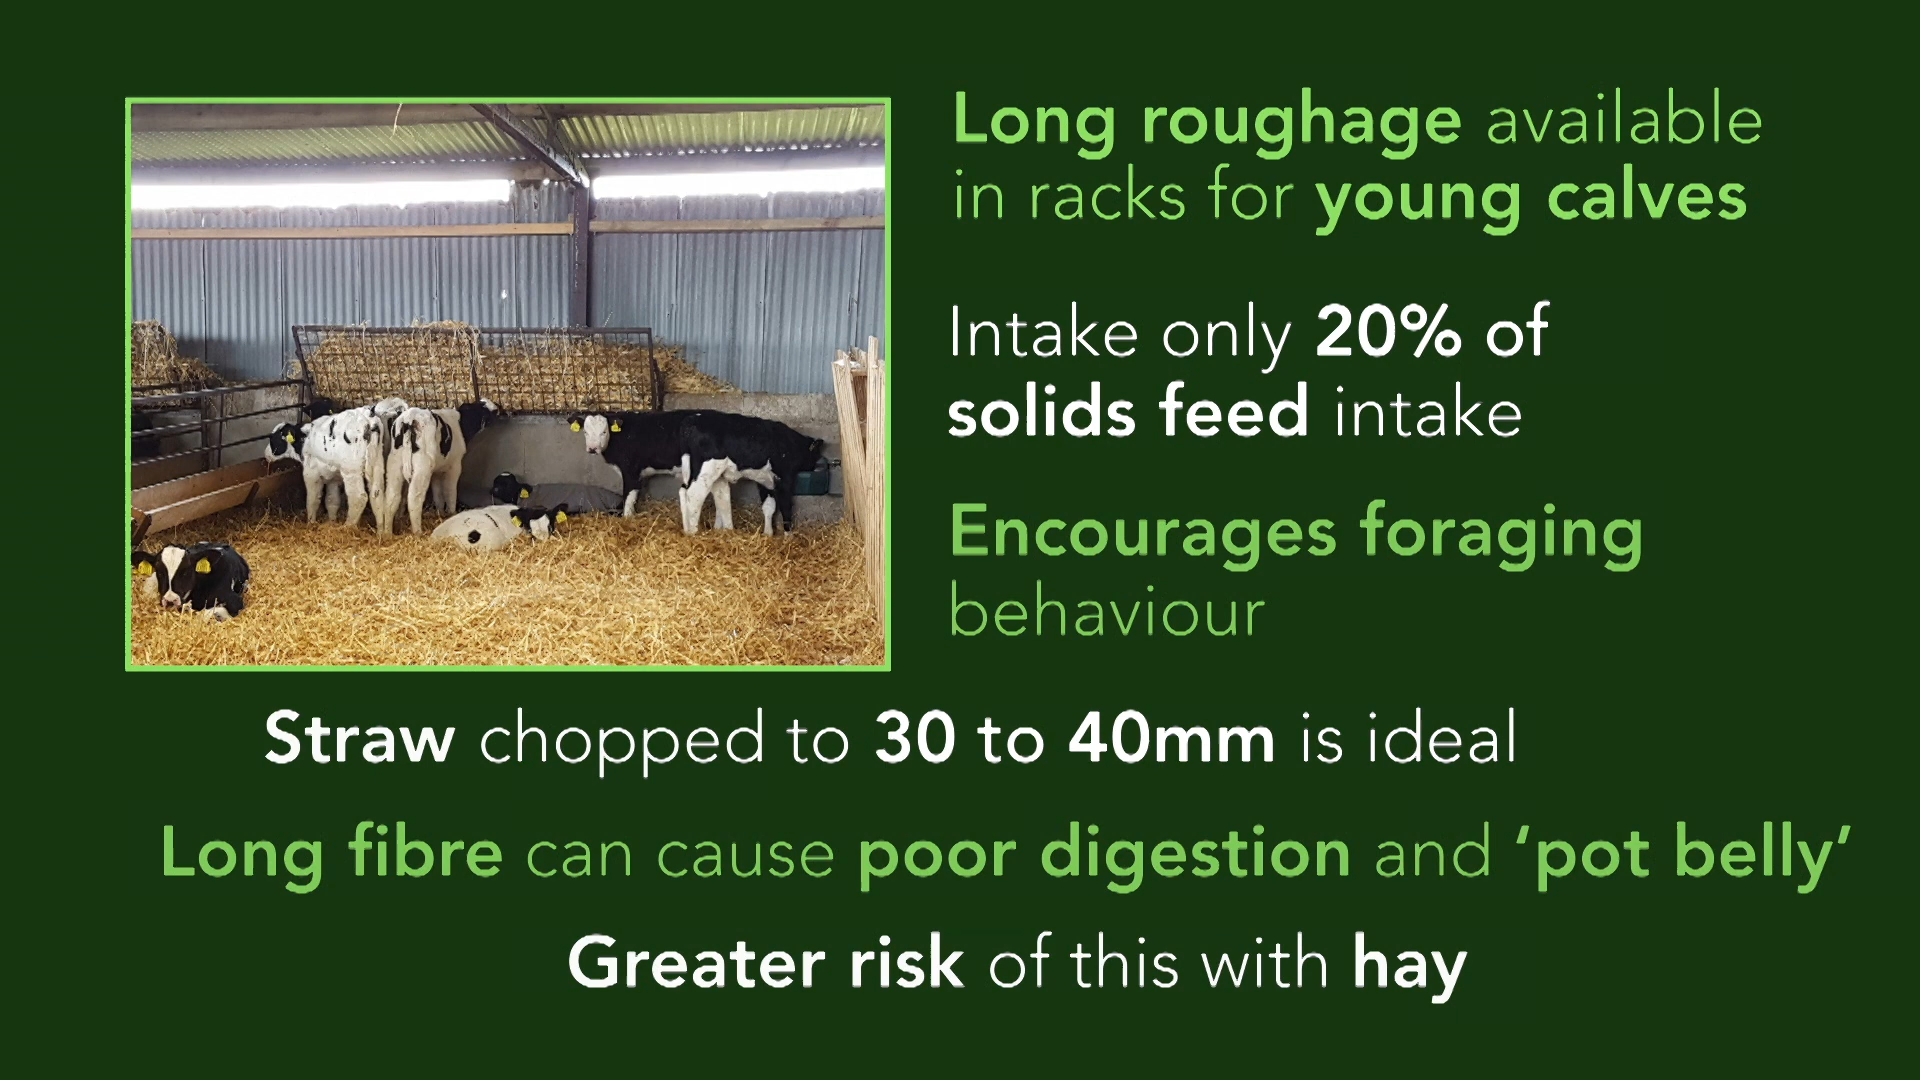 Long roughage available
in racks for young calves
Intake only 20% of
solids feed intake
Encourages foraging
behaviour
Straw chopped to 30 to 40mm is ideal
Long fibre can cause poor digestion and ‘pot belly’
Greater risk of this with hay